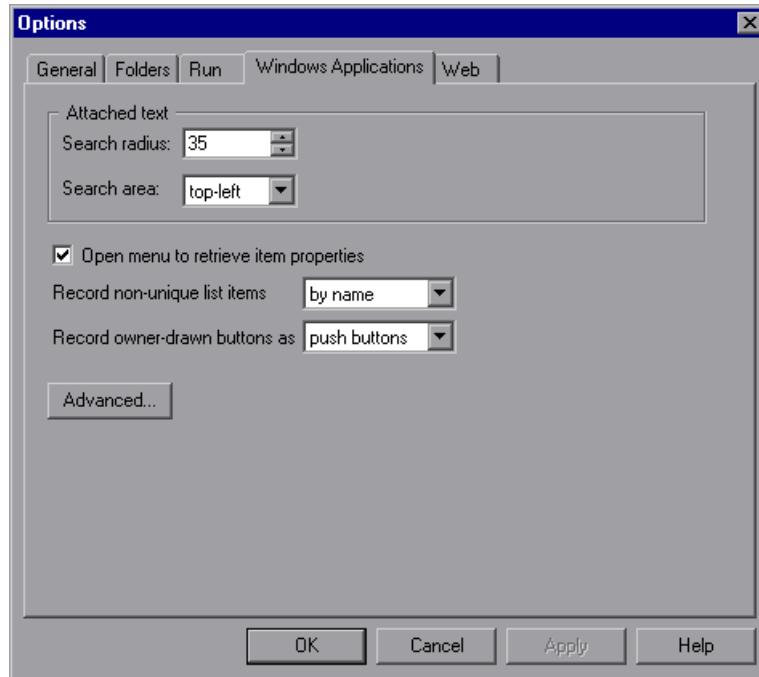 Options
General Folders Run Windows Applications Web
Attached text
Search radius: 35
Search area: top-left
Open menu to retrieve item properties
Record non-unique list items by name
Record owner-drawn buttons as push buttons
Advanced...
OK Cancel Apply Help